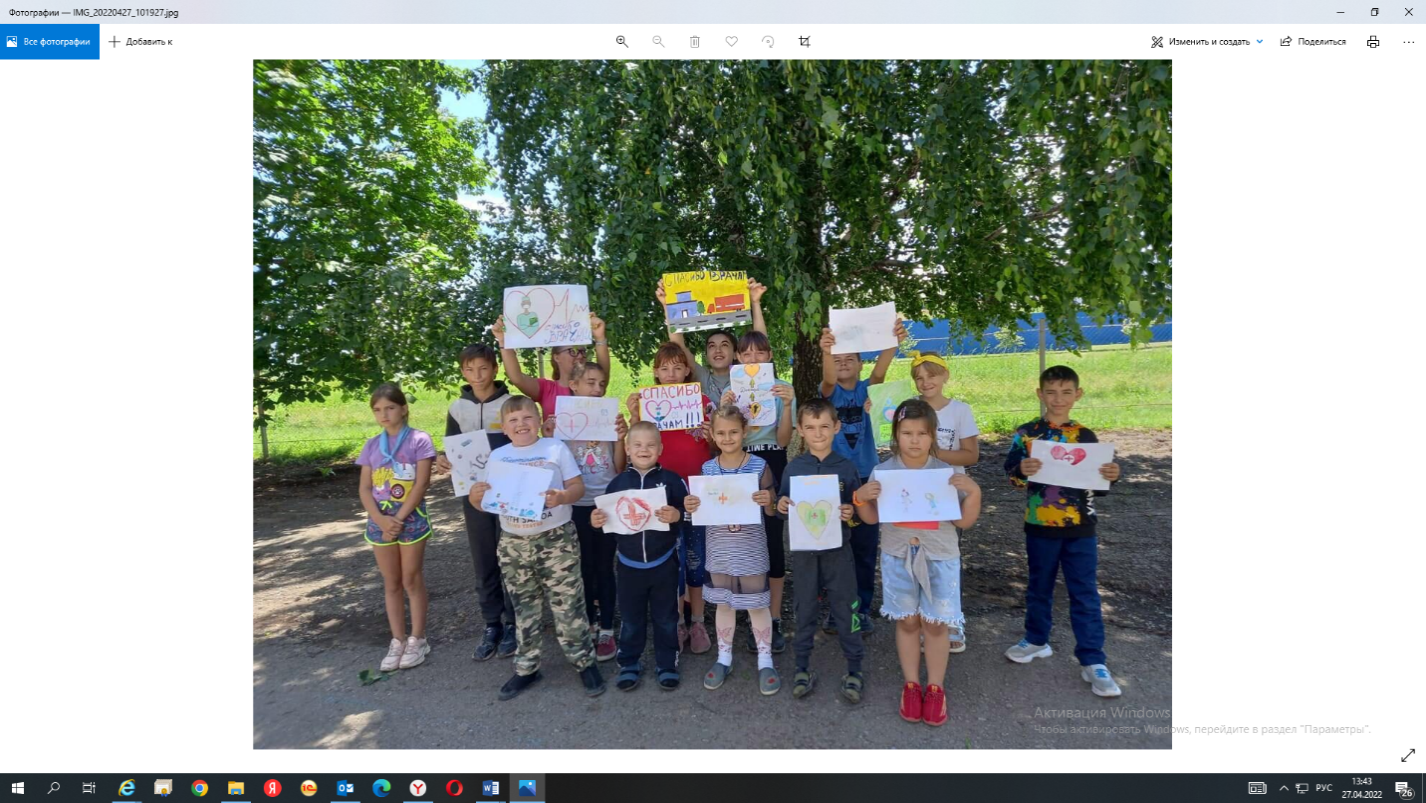 Фотографии — IMG_20220427_101927.jpg
Все фотографии
Добавить к
Изменить и создать
Поделиться
СПАСИБО ВРАЧАМ
СПАСИБО
ВРАЧАМ!!!
Активация Windows
Чтобы активировать Windows, перейдите в раздел "Параметры".
РУС
13:43
27.04.2022
26